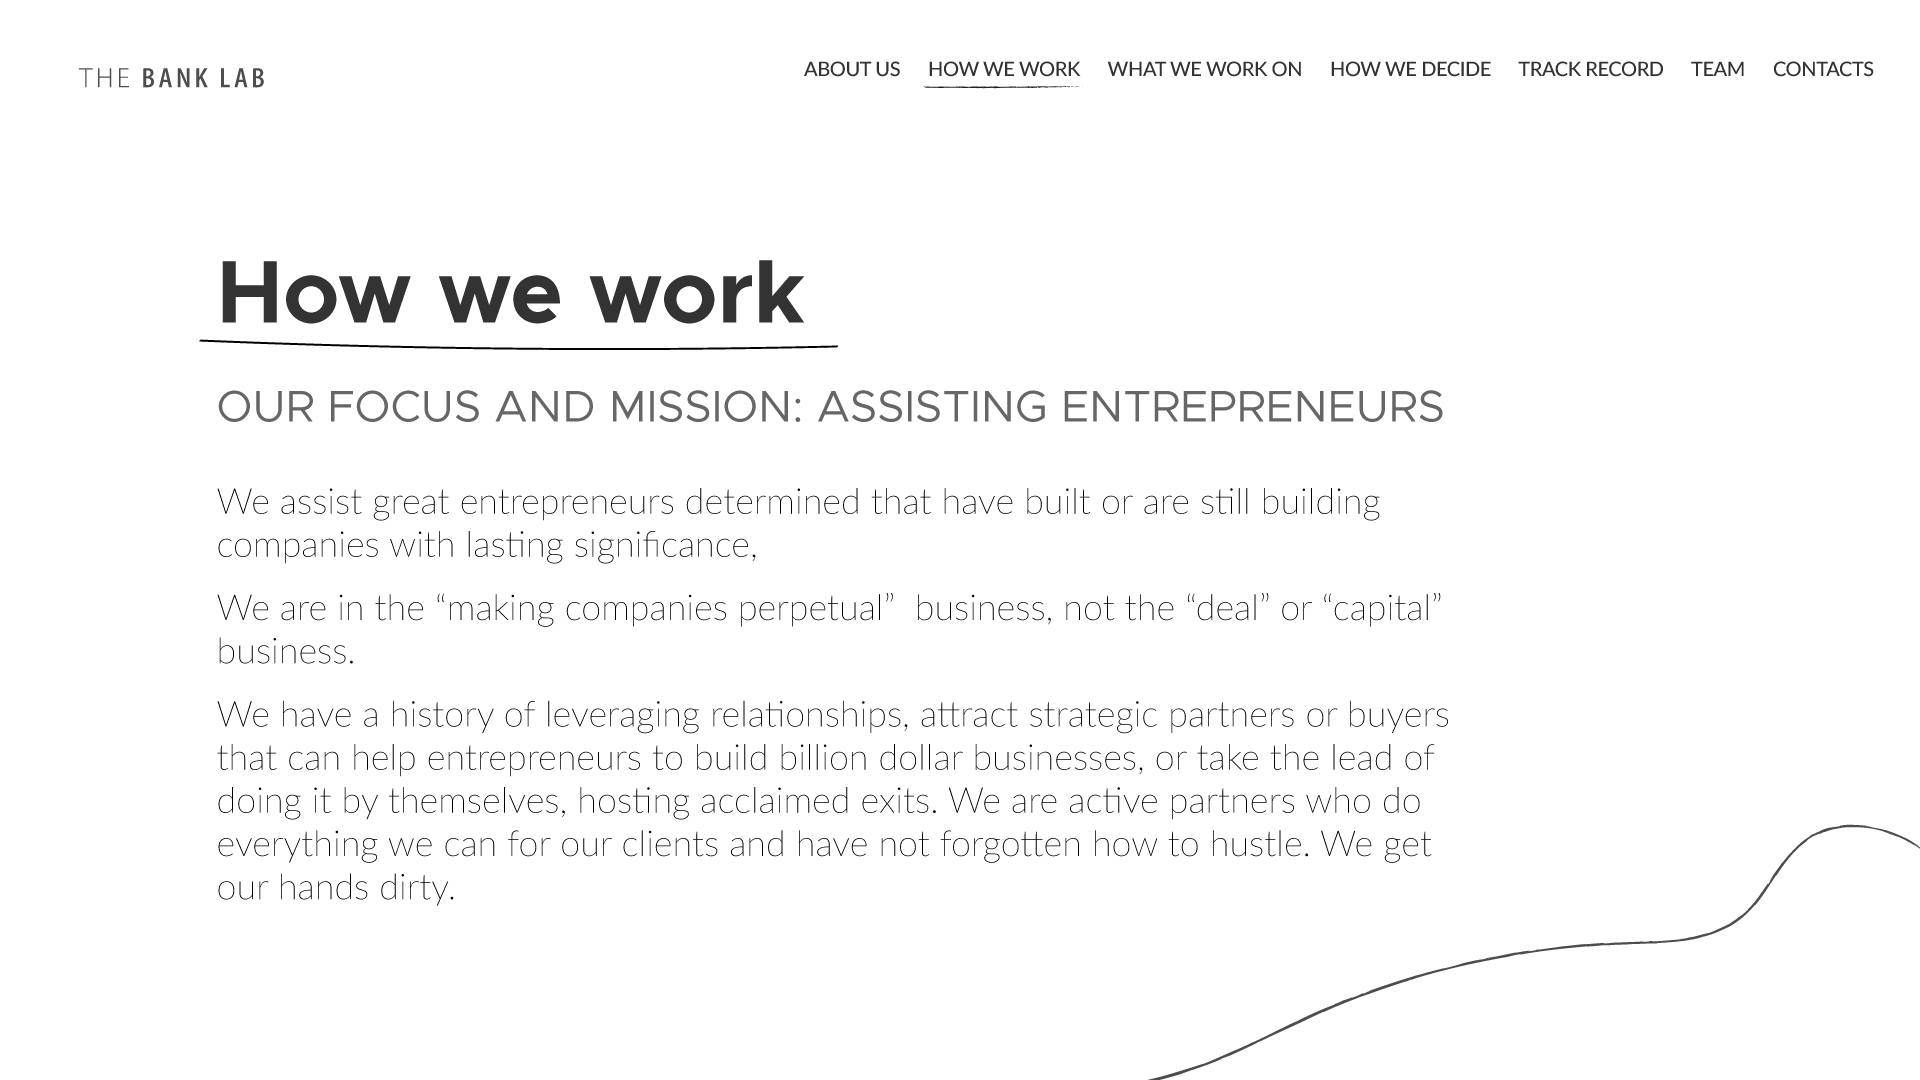 THE BANK LAB
ABOUT US HOW WE WORK WHAT WE WORK ON HOW WE DECIDE TRACK RECORD TEAM CONTACTS
How we work
OUR FOCUS AND MISSION: ASSISTING ENTREPRENEURS
We assist great entrepreneurs determined that have built or are still building
companies with lasting significance,
We are in the “making companies perpetual”  business, not the “deal” or “capital”
business.
We have a history of leveraging relationships, attract strategic partners or buyers
that can help entrepreneurs to build billion dollar businesses, or take the lead of
doing it by themselves, hosting acclaimed exits. We are active partners who do
everything we can for our clients and have not forgotten how to hustle. We get
our hands dirty.